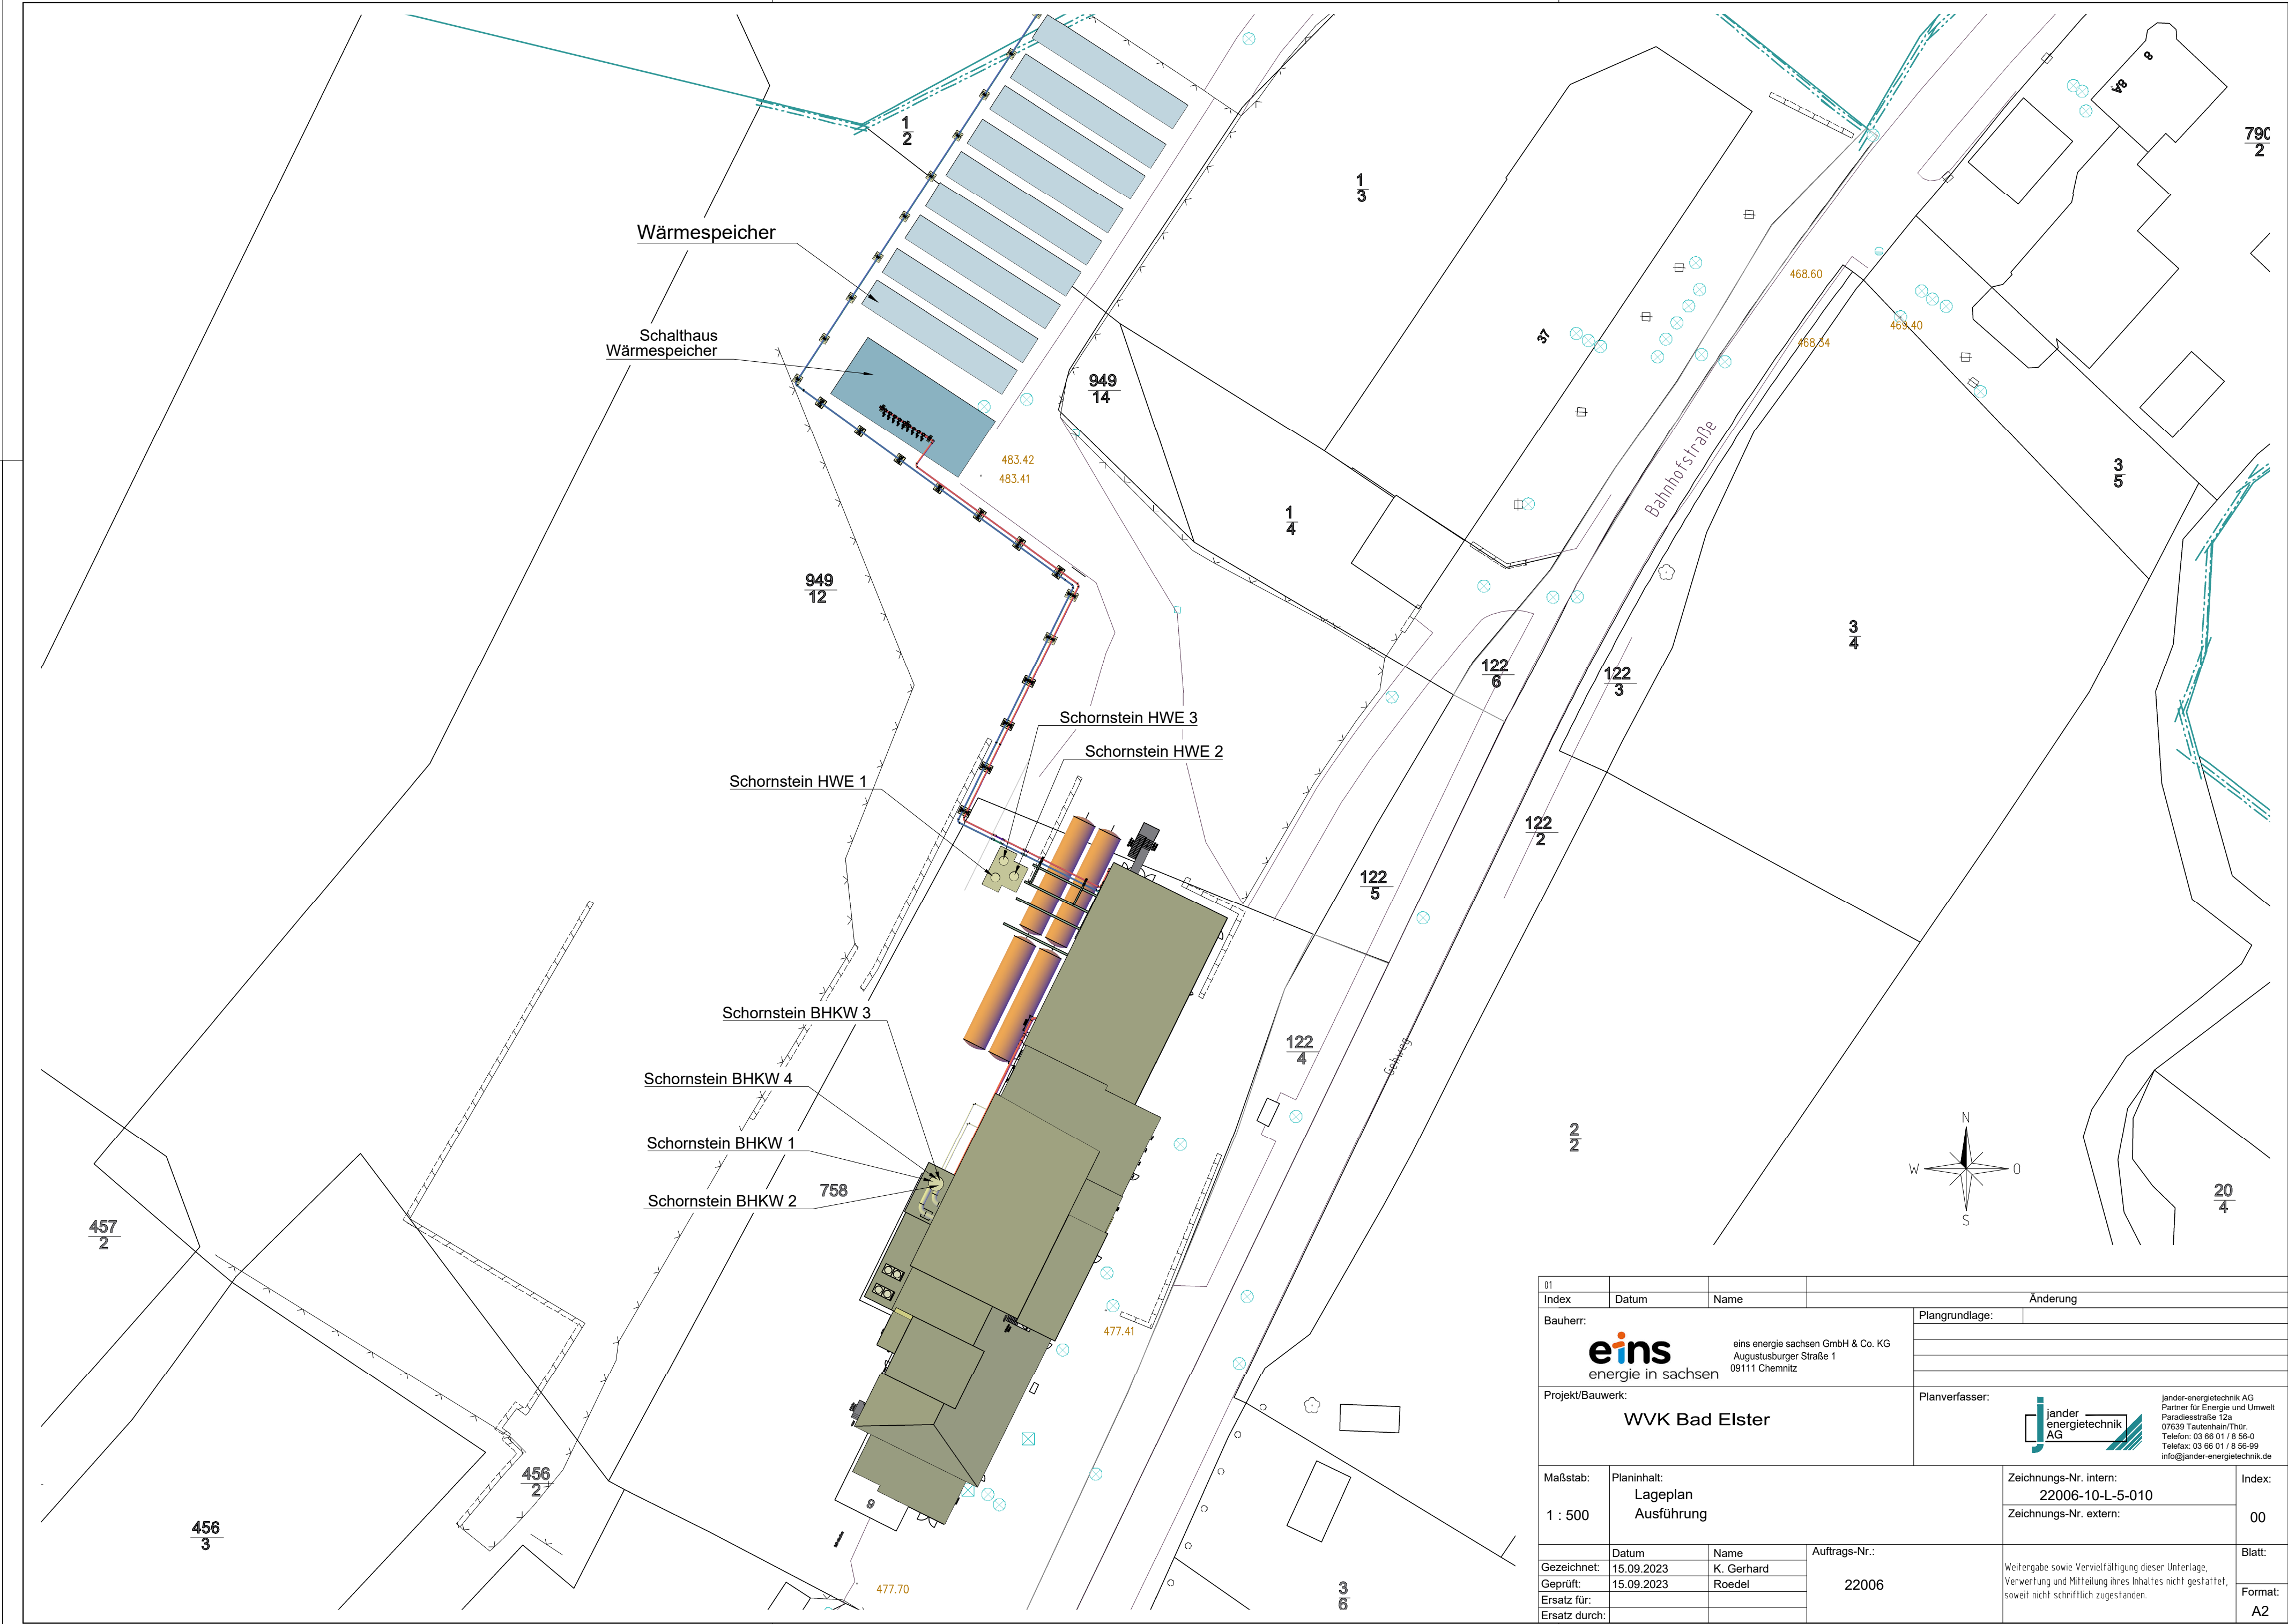 8
8A
790
2
1
2
1
3
Wärmespeicher
468.60
469.40
468.34
37
Schalthaus
Wärmespeicher
949
14
Bahnhofstraße
483.42
483.41
3
5
1
4
949
12
3
4
122
6
122
3
Schornstein HWE 3
Schornstein HWE 2
Schornstein HWE 1
122
2
122
5
Schornstein BHKW 3
122
4
Gehweg
Schornstein BHKW 4
N
W
O
S
2
2
Schornstein BHKW 1
758
Schornstein BHKW 2
20
4
457
2
477.41
456
2
9
456
3
477.70
3
6
01
Index Datum Name Änderung
Bauherr:
Plangrundlage:
eins
energie in sachsen
eins energie sachsen GmbH & Co. KG
Augustusburger Straße 1
09111 Chemnitz
Projekt/Bauwerk:
WVK Bad Elster
Planverfasser:
j
jander
energietechnik
AG
jander-energietechnik AG
Partner für Energie und Umwelt
Paradiesstraße 12a
07639 Tautenhain/Thür.
Telefon: 03 66 01 / 8 56-0
Telefax: 03 66 01 / 8 56-99
info@jander-energietechnik.de
Maßstab:
1 : 500
Planinhalt:
Lageplan
Ausführung
Zeichnungs-Nr. intern:
22006-10-L-5-010
Zeichnungs-Nr. extern:
Index:
00
Datum Name
Gezeichnet: 15.09.2023 K. Gerhard
Geprüft: 15.09.2023 Roedel
Ersatz für:
Ersatz durch:
Auftrags-Nr.:
22006
Weitergabe sowie Vervielfältigung dieser Unterlage,
Verwertung und Mitteilung ihres Inhaltes nicht gestattet,
soweit nicht schriftlich zugestanden.
Blatt:
Format:
A2